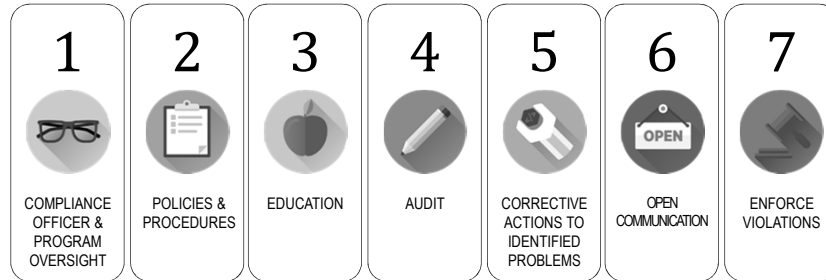 1
COMPLIANCE
OFFICER &
PROGRAM
OVERSIGHT
2
POLICIES &
PROCEDURES
3
EDUCATION
4
AUDIT
5
CORRECTIVE
ACTIONS TO
IDENTIFIED
PROBLEMS
6
OPEN
OPEN
COMMUNICATION
7
ENFORCE
VIOLATIONS